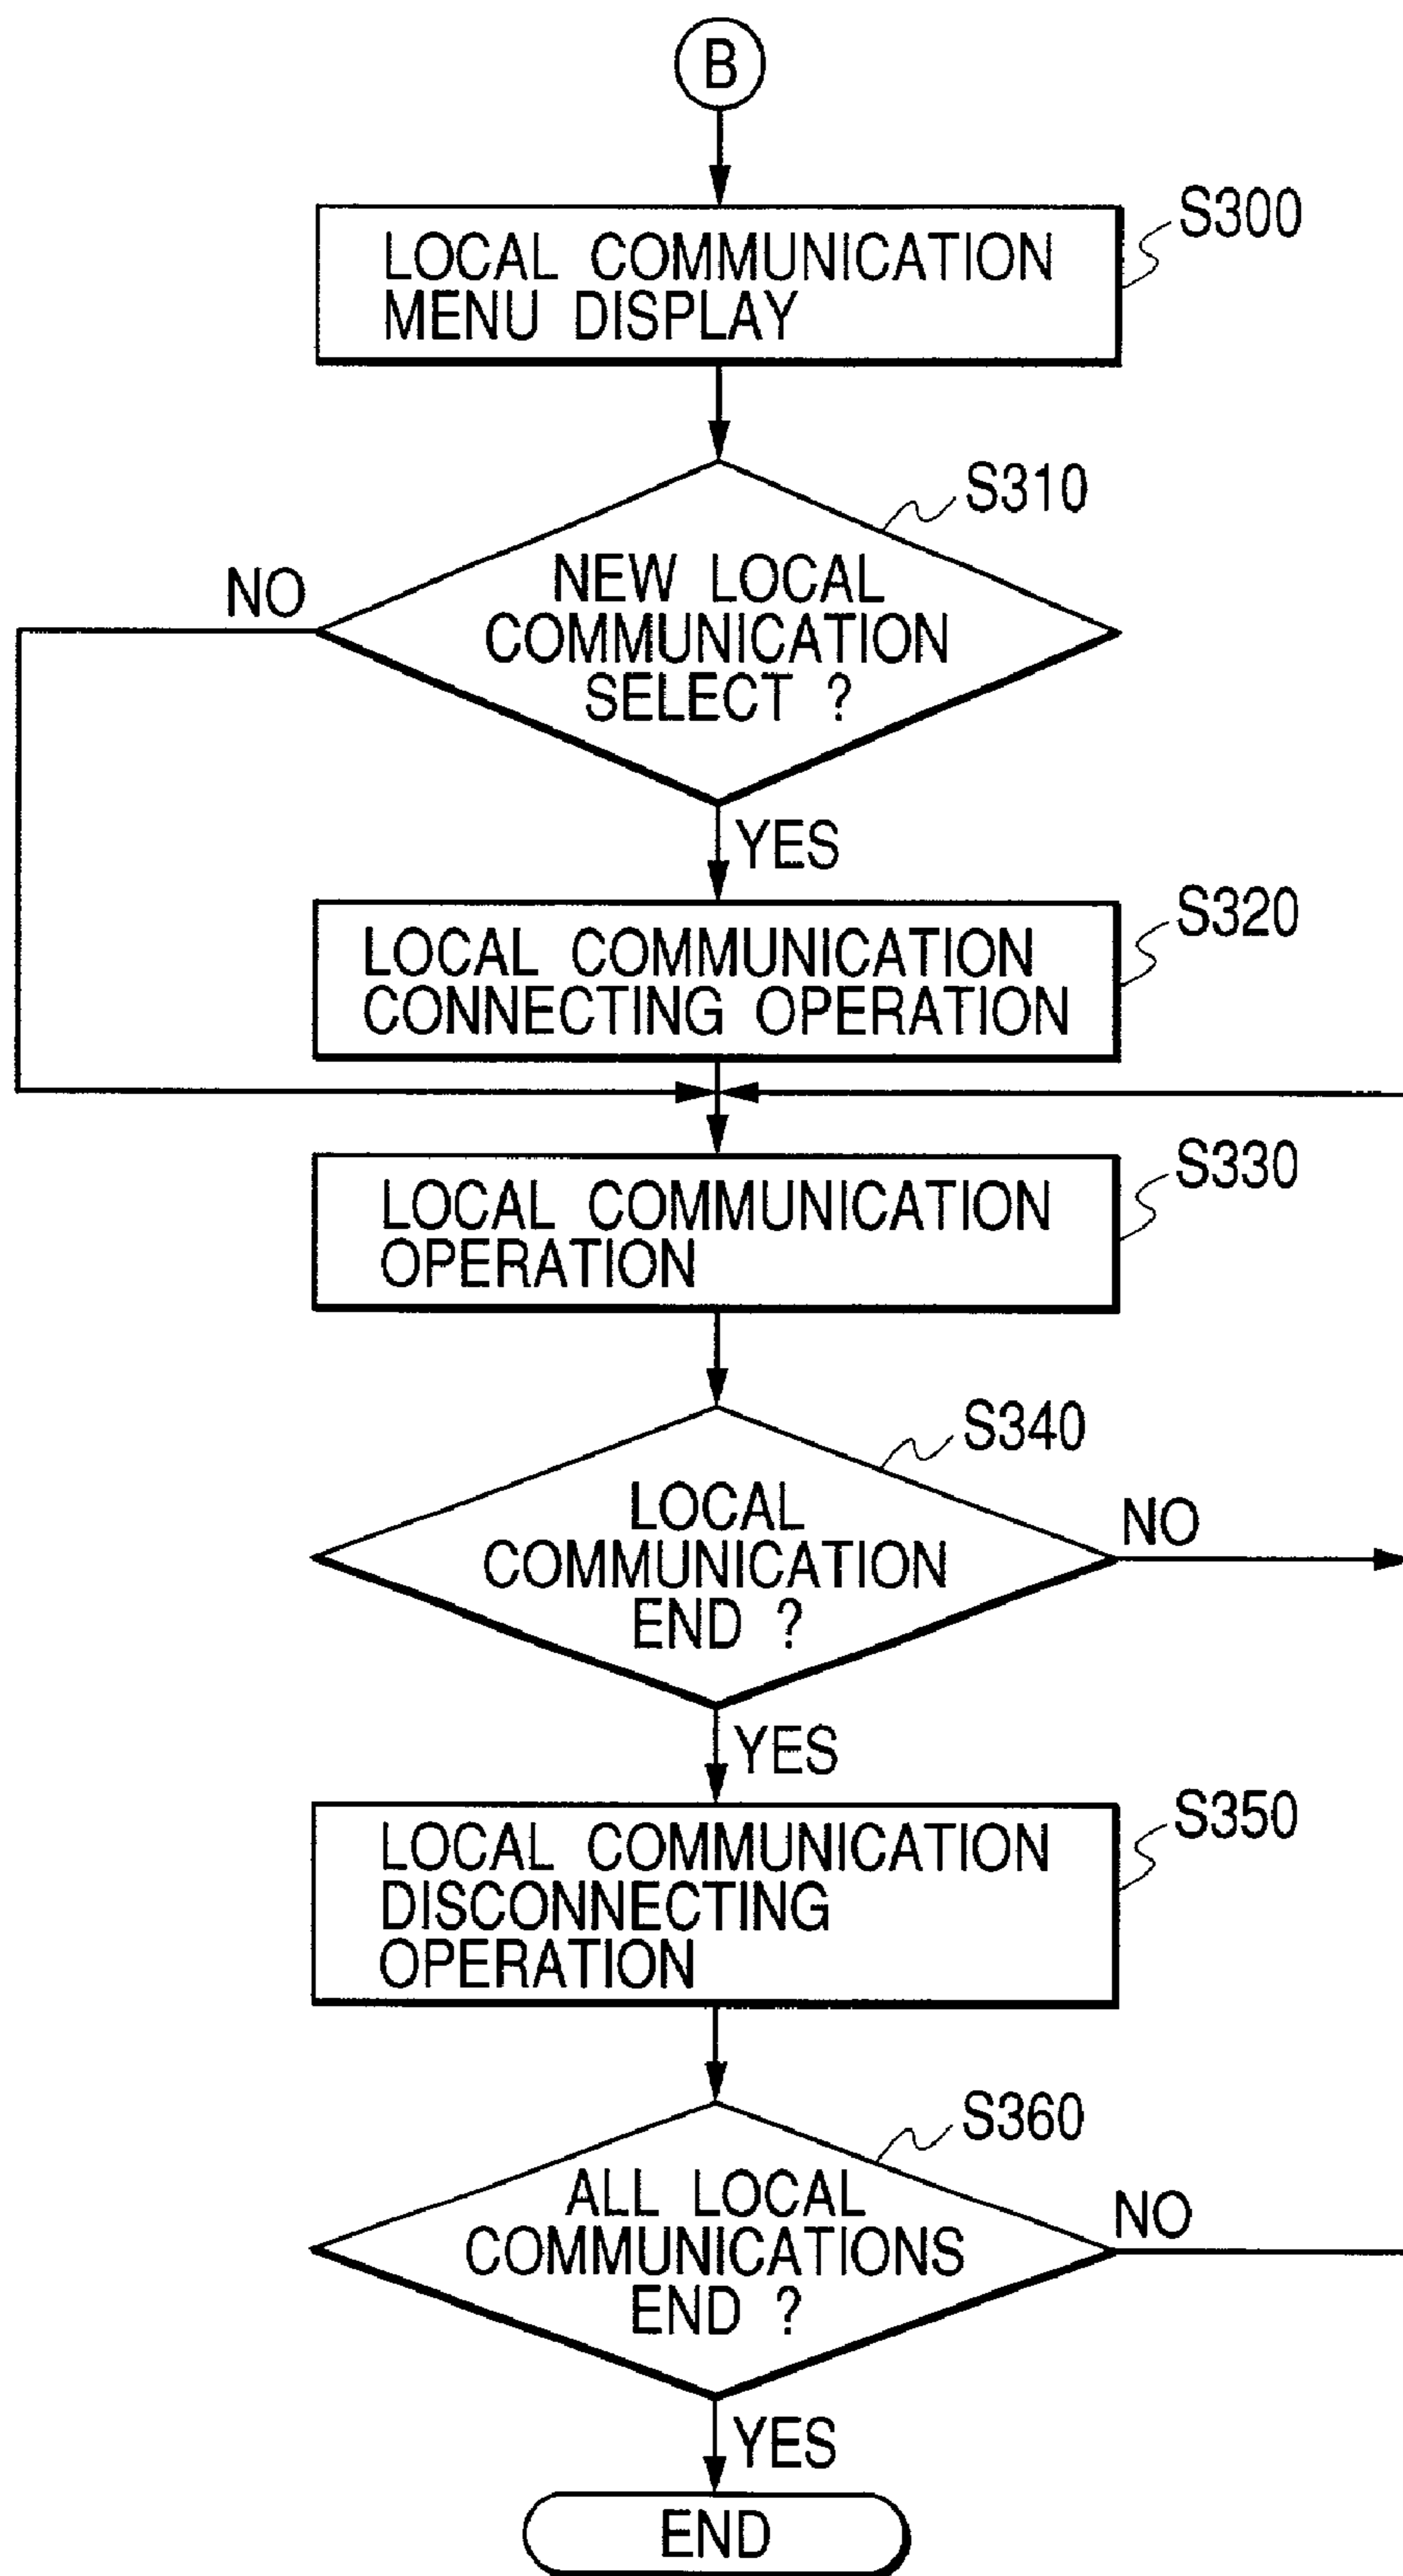 B
S300
LOCAL COMMUNICATION
MENU DISPLAY
S310
NO
NEW LOCAL
COMMUNICATION
SELECT ?
YES
S320
LOCAL COMMUNICATION
CONNECTING OPERATION
S330
LOCAL COMMUNICATION
OPERATION
S340
LOCAL
COMMUNICATION
END ?
NO
YES
S350
LOCAL COMMUNICATION
DISCONNECTING
OPERATION
S360
ALL LOCAL
COMMUNICATIONS
END ?
NO
YES
END